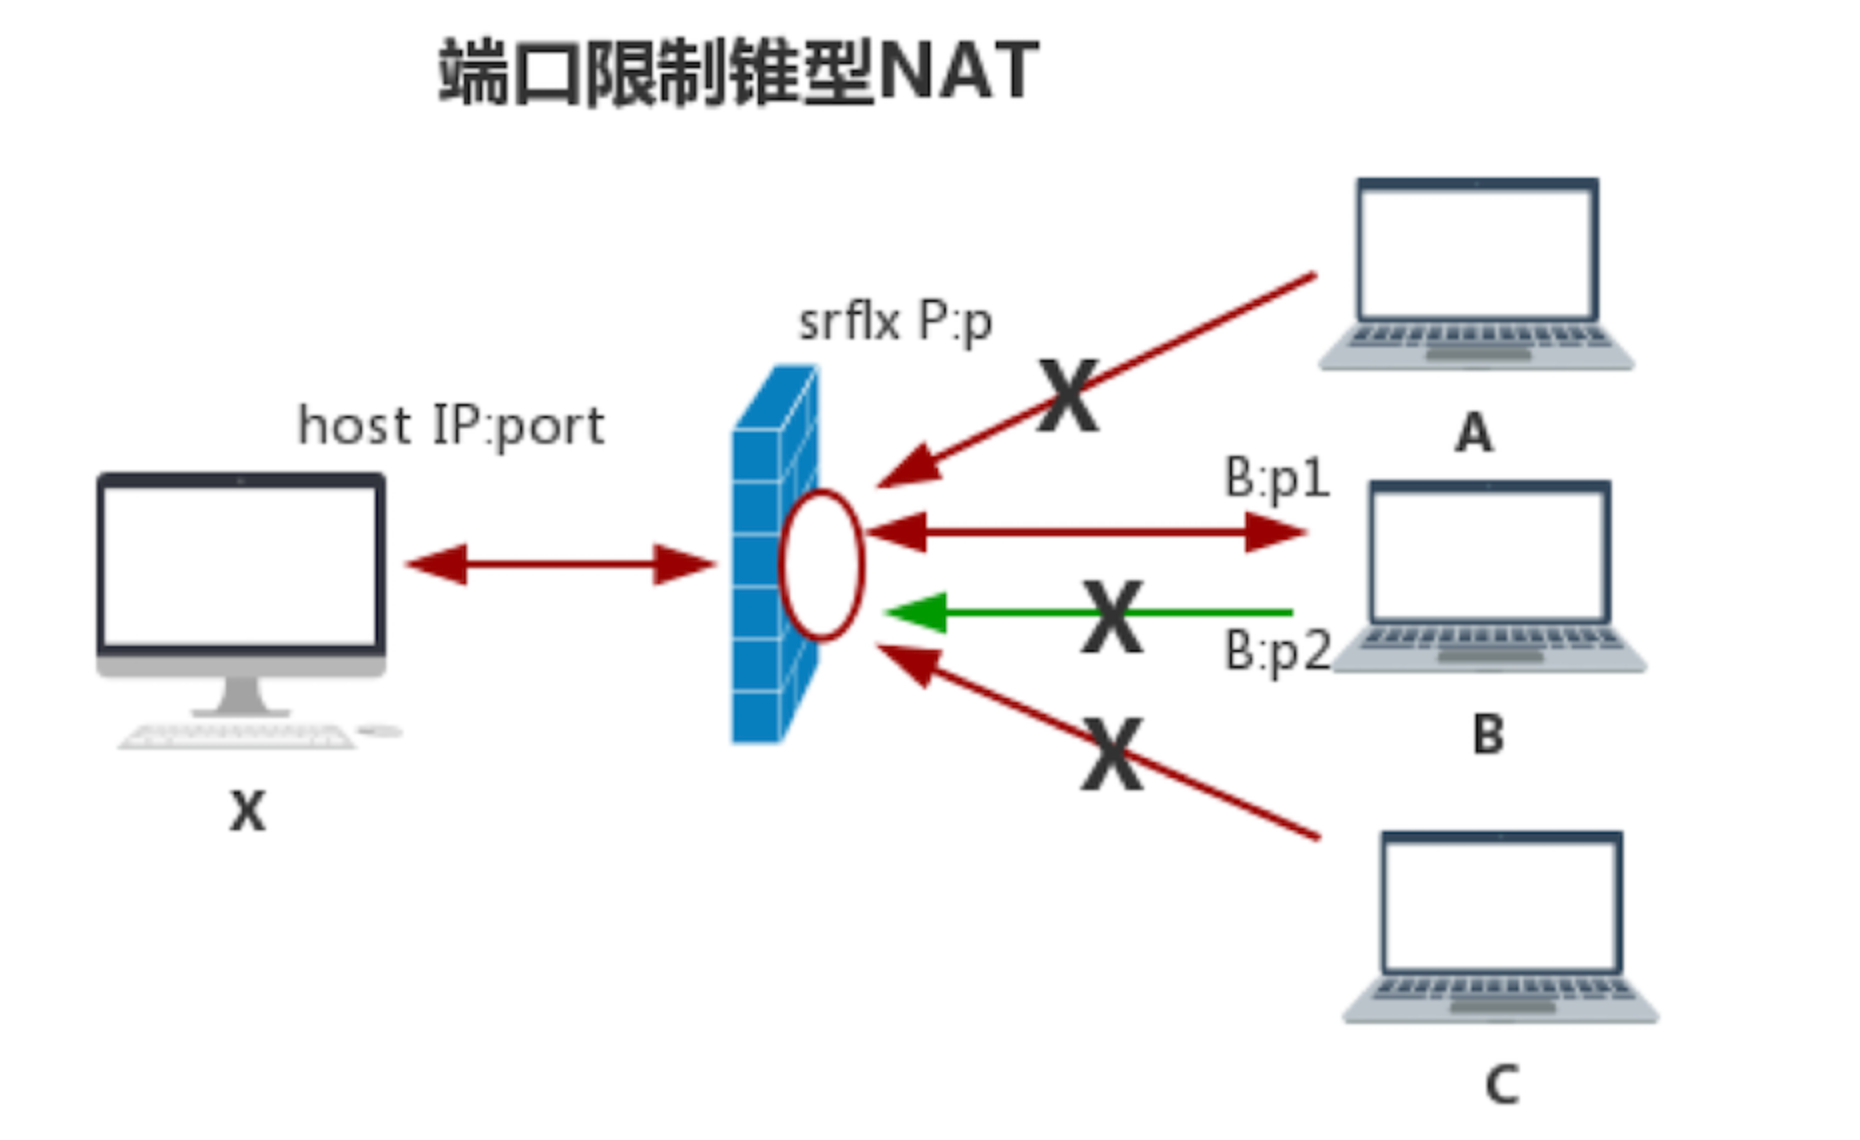 端口限制锥型NAT
srflx P:p
host IP:port
X
A
B:p1
X
B:p2
B
X
X
C